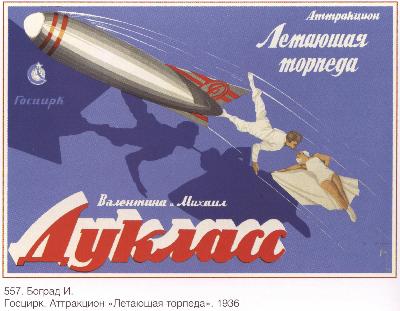 Аттракцион
Летающая
торпеда
Госцирк
Валентина и Михаил
Дукласс
557. Боград И.
Госцирк. Аттракцион «Летающая торпеда». 1936